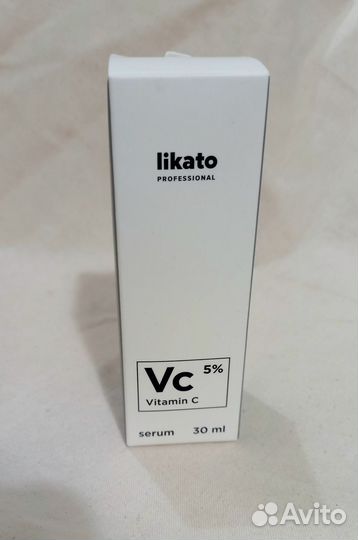 likato
PROFESSIONAL
Vc 5%
Vitamin C
serum 30 ml
Avito